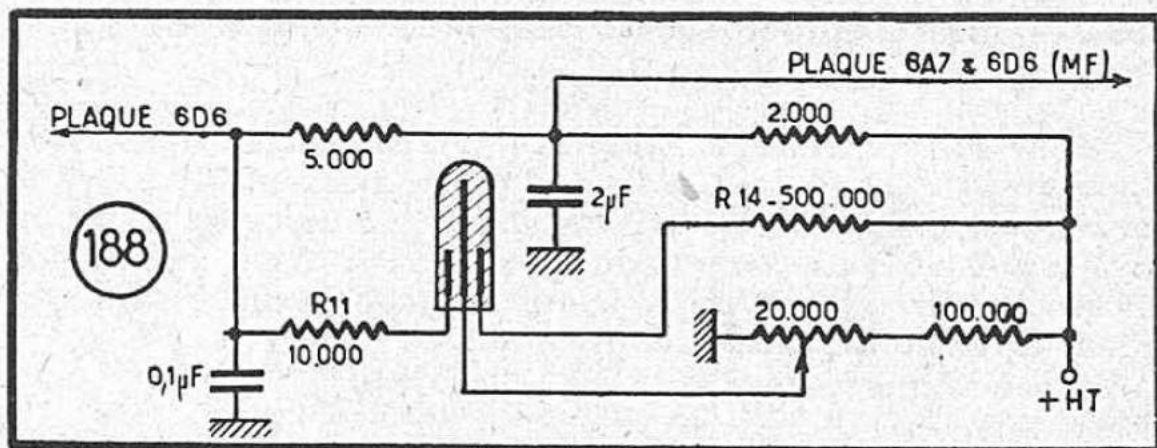 PLAQUE 6A7 & 6D6 (MF)
PLAQUE 6D6
5.000
2.000
2µF
R14-500.000
188
R11
10.000
20.000
100.000
0,1µF
+HT